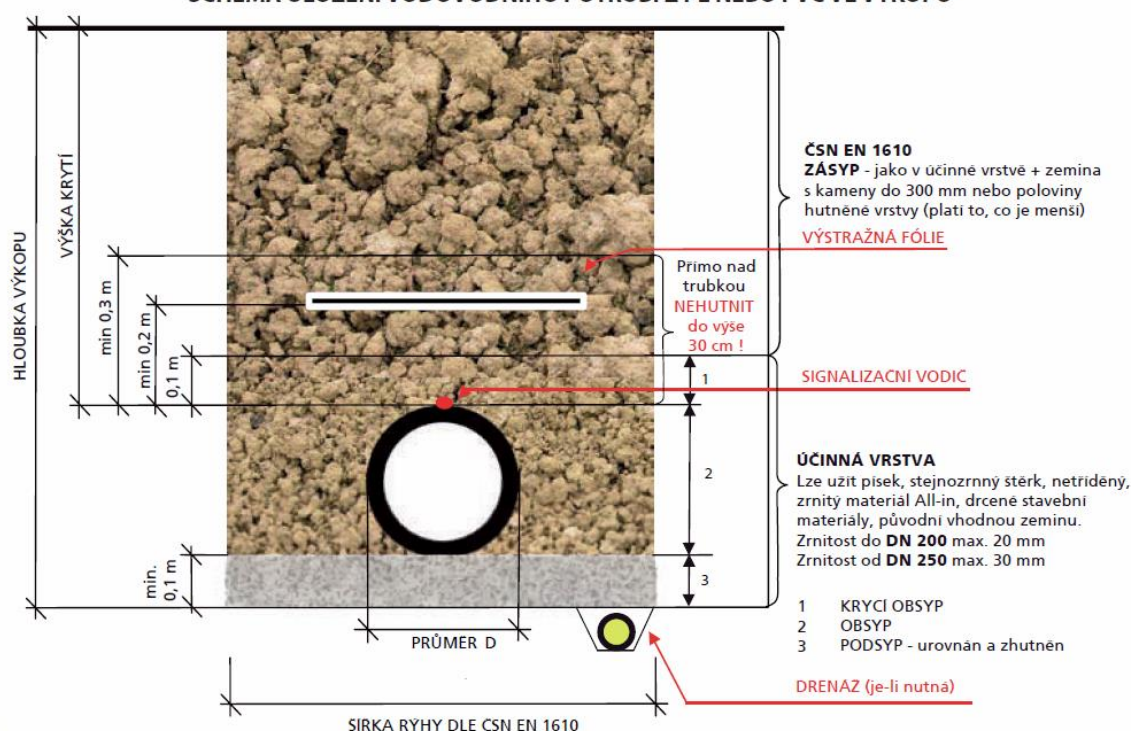 HLOUBKA VÝKOPU
VÝŠKA KRYTÍ
min 0,3 m
min 0,2 m
0,1 m
min.
0,1 m
Přímo nad
trubkou
NEHUTNIT
do výše
30 cm !
1
2
3
ČSN EN 1610
ZÁSYP - jako v účinné vrstvě + zemina
s kameny do 300 mm nebo poloviny
hutněné vrstvy (platí to, co je menší)
VÝSTRAŽNÁ FÓLIE
SIGNALIZAČNÍ VODIC
ÚČINNÁ VRSTVA
Lze užít písek, stejnozrnný štěrk, netříděný,
zrnitý materiál All-in, drcené stavební
materiály, původní vhodnou zeminu.
Zrnitost do DN 200 max. 20 mm
Zrnitost od DN 250 max. 30 mm
1 KRYCÍ OBSYP
2 OBSYP
3 PODSYP - urovnán a zhutněn
DRENÁŽ (je-li nutná)
PRŮMĚR D
ŠÍŘKA RÝHY DLE ČSN EN 1610